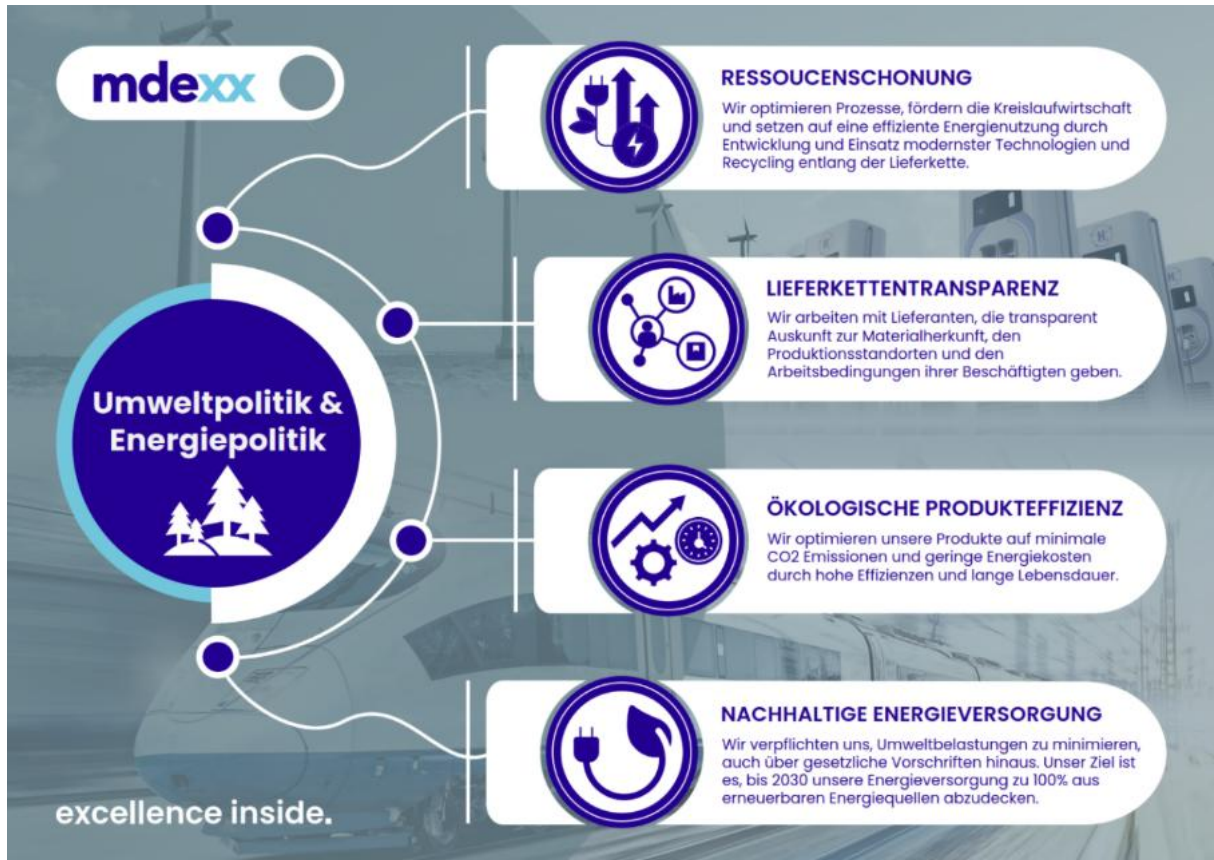 mdexx
RESSOUCENSCHONUNG
Wir optimieren Prozesse, fördern die Kreislaufwirtschaft
und setzen auf eine effiziente Energienutzung durch
Entwicklung und Einsatz modernster Technologien und
Recycling entlang der Lieferkette.
LIEFERKETTENTRANSPARENZ
Wir arbeiten mit Lieferanten, die transparent
Auskunft zur Materialherkunft, den
Produktionsstandorten und den
Arbeitsbedingungen ihrer Beschäftigten geben.
Umweltpolitik &
Energiepolitik
ÖKOLOGISCHE PRODUKTEFFIZIENZ
Wir optimieren unsere Produkte auf minimale
CO2 Emissionen und geringe Energiekosten
durch hohe Effizienzen und lange Lebensdauer.
NACHHALTIGE ENERGIEVERSORGUNG
Wir verpflichten uns, Umweltbelastungen zu minimieren,
auch über gesetzliche Vorschriften hinaus. Unser Ziel ist
es, bis 2030 unsere Energieversorgung zu 100% aus
erneuerbaren Energiequellen abzudecken.
excellence inside.